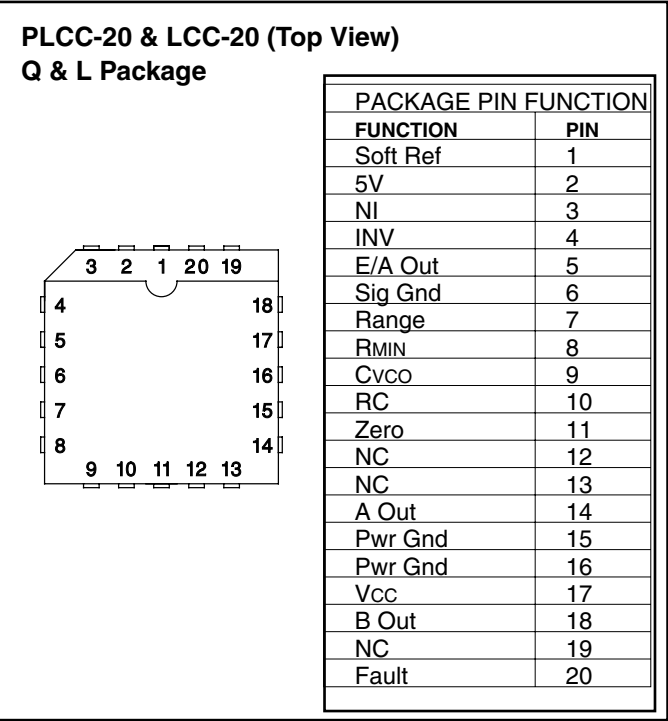 PLCC-20 & LCC-20 (Top View)
Q & L Package
3 2 1 20 19
4 18
5 17
6 16
7 15
8 14
9 10 11 12 13
PACKAGE PIN FUNCTION
FUNCTION PIN
Soft Ref 1
5V 2
NI 3
INV 4
E/A Out 5
Sig Gnd 6
Range 7
RMIN 8
CVCO 9
RC 10
Zero 11
NC 12
NC 13
A Out 14
Pwr Gnd 15
Pwr Gnd 16
VCC 17
B Out 18
NC 19
Fault 20